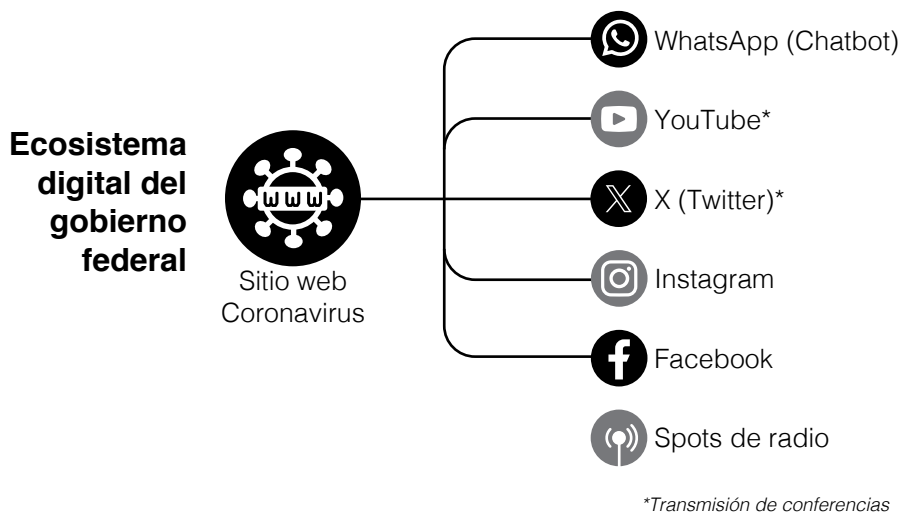 Ecosistema
digital del
gobierno
federal
WWW
Sitio web
Coronavirus
WhatsApp (Chatbot)
YouTube*
X (Twitter)*
Instagram
Facebook
Spots de radio
*Transmisión de conferencias